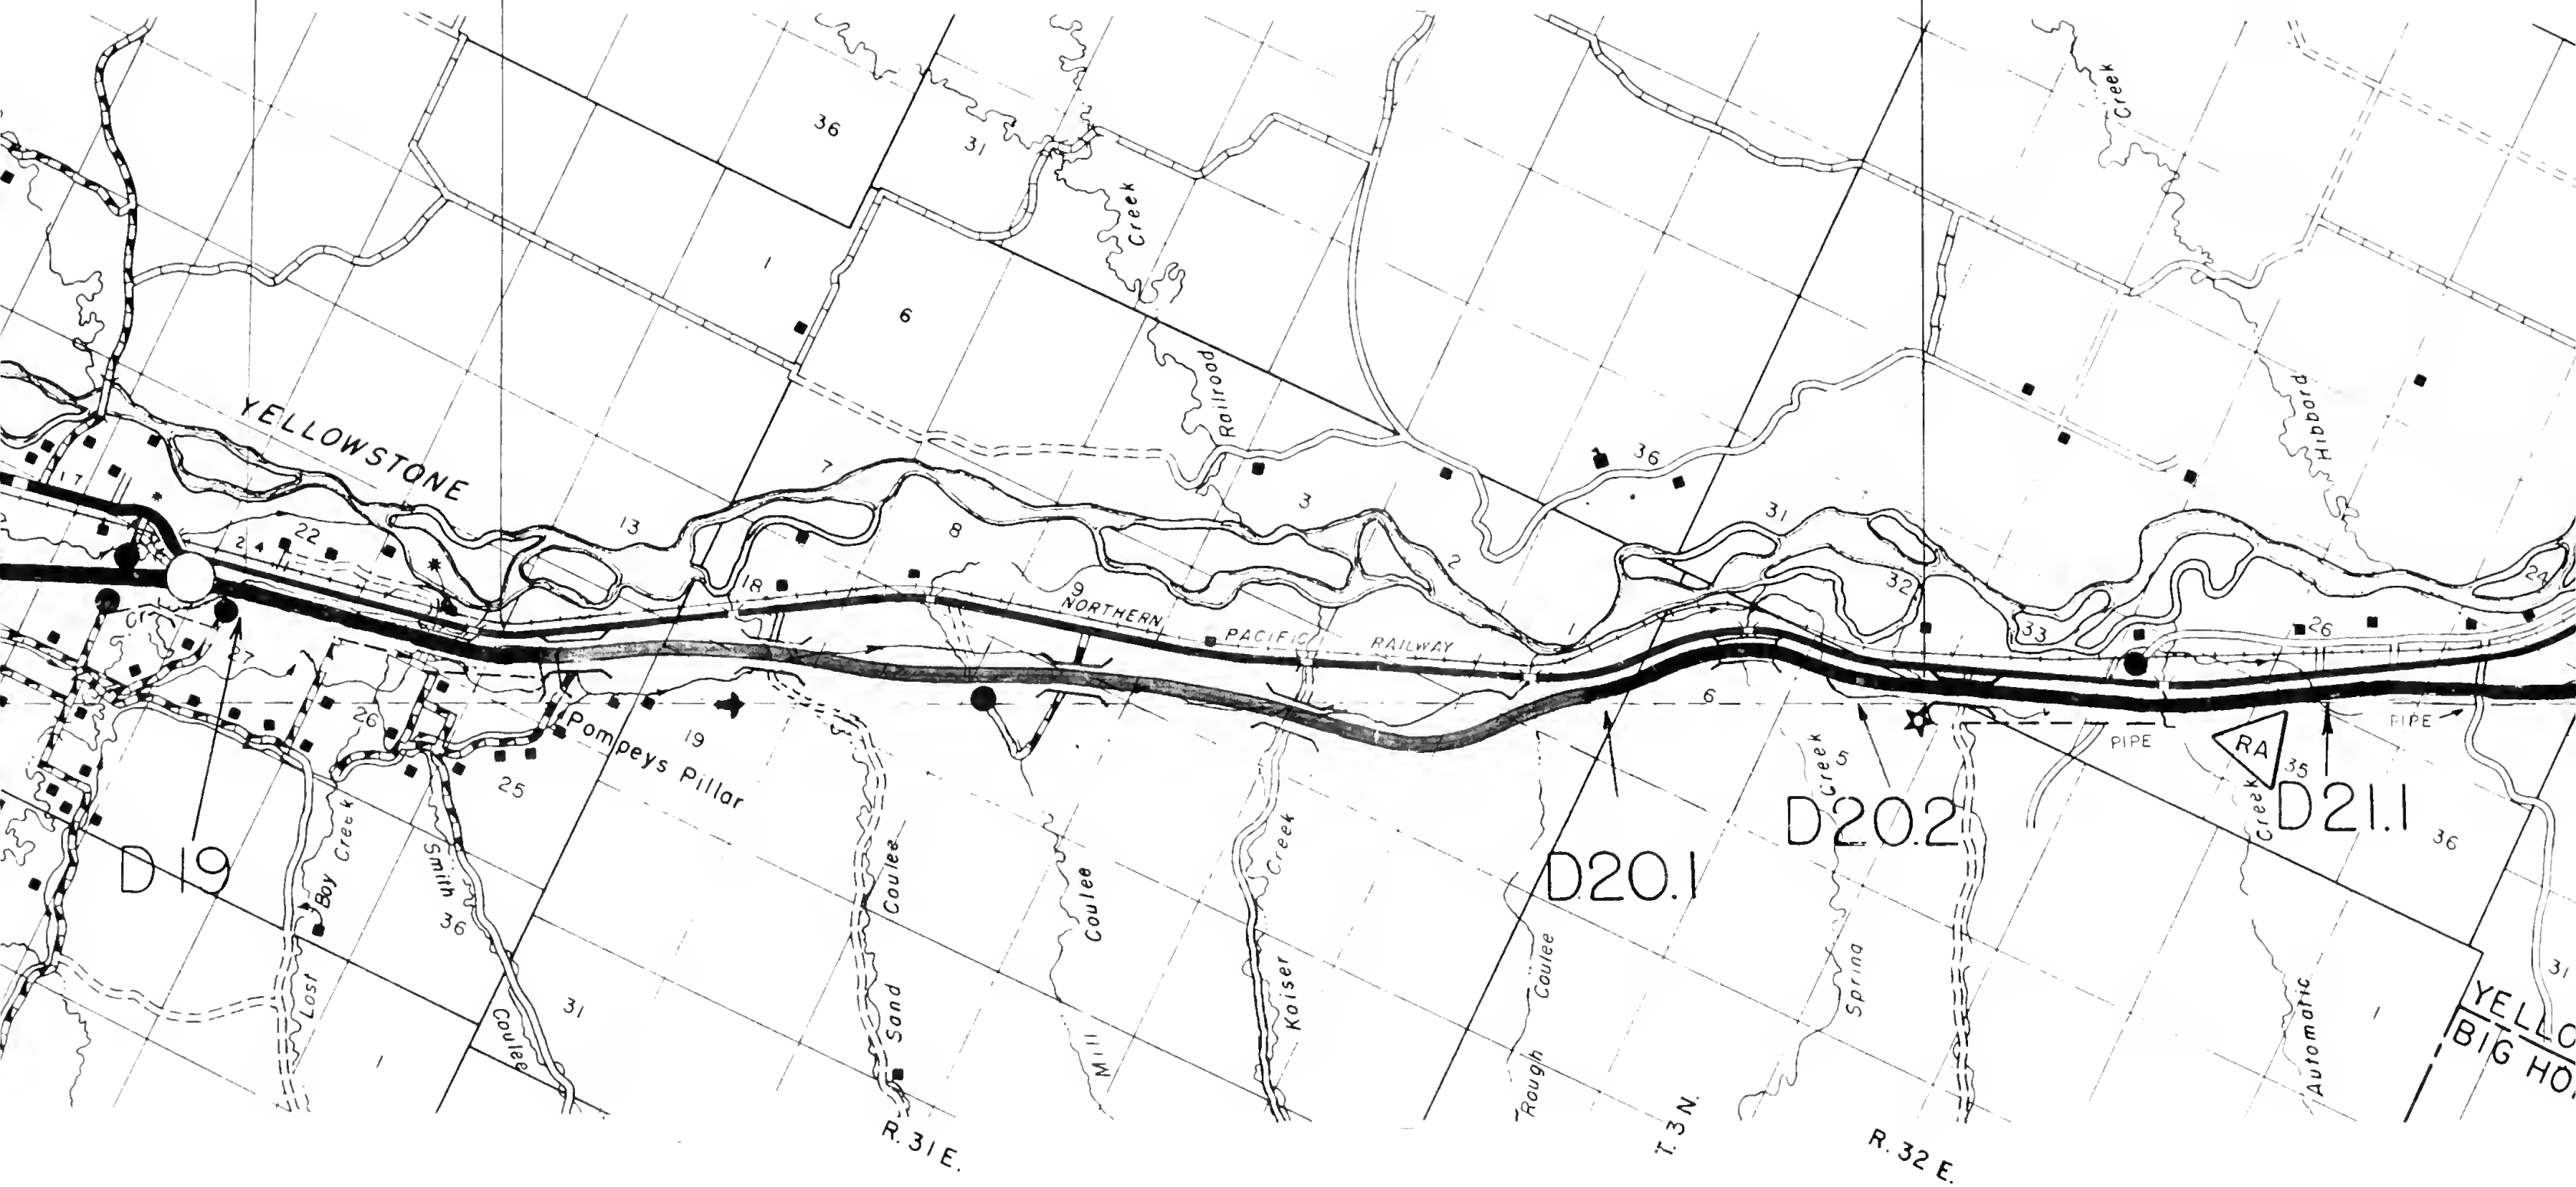 36
31
Creek
Creek
1
6
Railroad
Hibbard
YELLOWSTONE
7
36
17
13
3
31
24
22
8
2
18
9
NORTHERN
PACIFIC
RAILWAY
1
32
33
26
24
27
26
Pompeys Pillar
19
25
6
5
PIPE
PIPE
RA
35
D 19
D20.1
D20.2
D21.1
36
Lost Boy Creek
Smith Coulee
36
31
1
Sand Coulee
Mill Coulee
Kaiser Creek
Rough Coulee
Spring Creek
Automatic Creek
31
1
YELLO
BIG HO
R. 31 E.
T. 3 N.
R. 32 E.